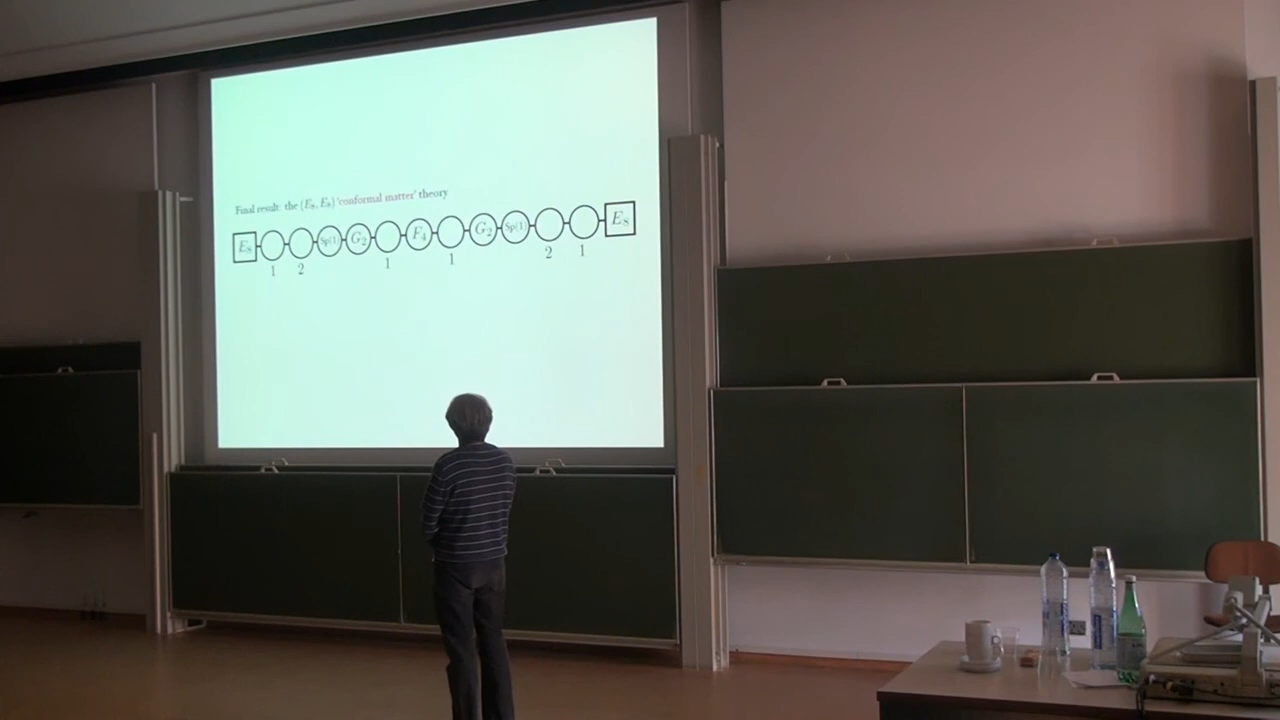 Final result: the (E₈, E₈) 'conformal matter' theory
E₈ Sp(1) G₂ F₄ G₂ Sp(1) E₈
1 2 1 1 2 1